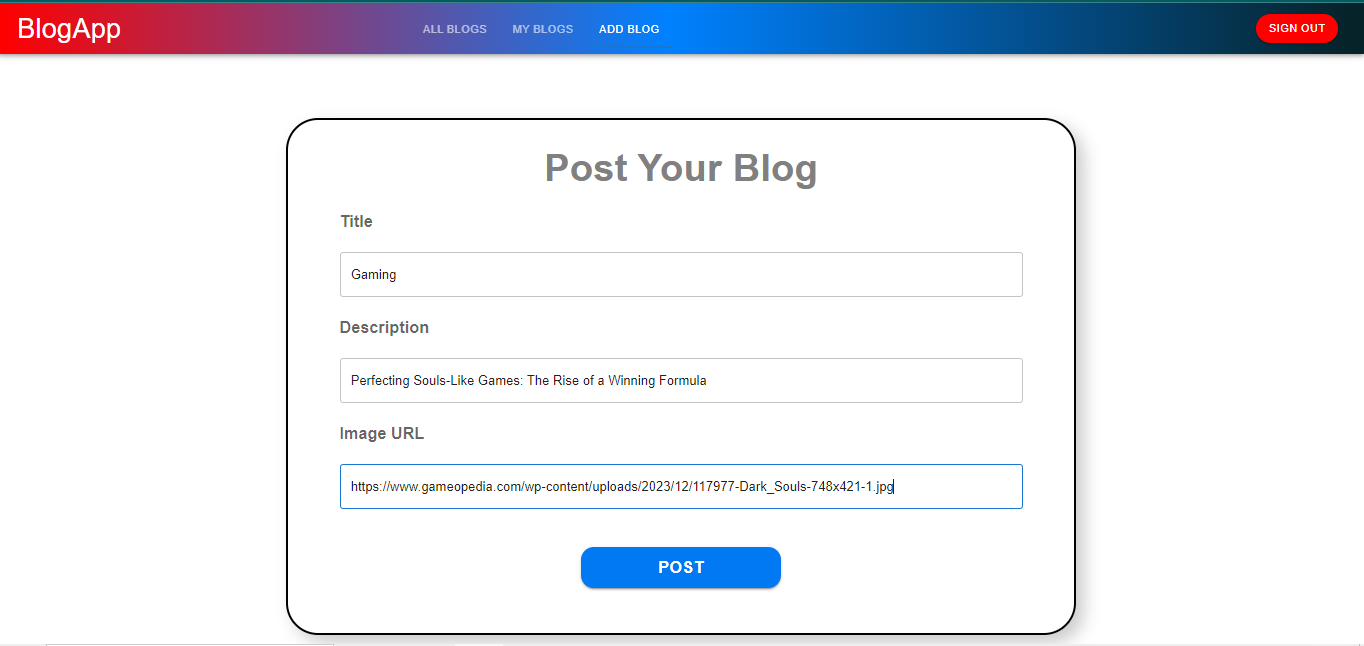 BlogApp
ALL BLOGS MY BLOGS ADD BLOG
SIGN OUT
Post Your Blog
Title
Gaming
Description
Perfecting Souls-Like Games: The Rise of a Winning Formula
Image URL
https://www.gameopedia.com/wp-content/uploads/2023/12/117977-Dark_Souls-748x421-1.jpg
POST